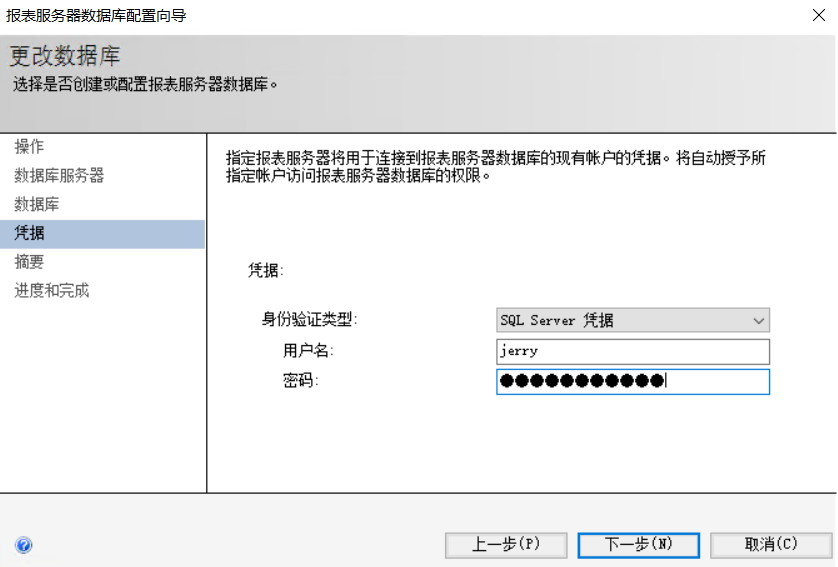 报表服务器数据库配置向导
更改数据库
选择是否创建或配置报表服务器数据库。
操作
数据库服务器
数据库
凭据
摘要
进度和完成
指定报表服务器将用于连接到报表服务器数据库的现有帐户的凭据。将自动授予所
指定帐户访问报表服务器数据库的权限。
凭据:
身份验证类型: SQL Server 凭据
用户名: jerry
密码: ●●●●●●●●●●●
上一步(P) 下一步(N) 取消(C)